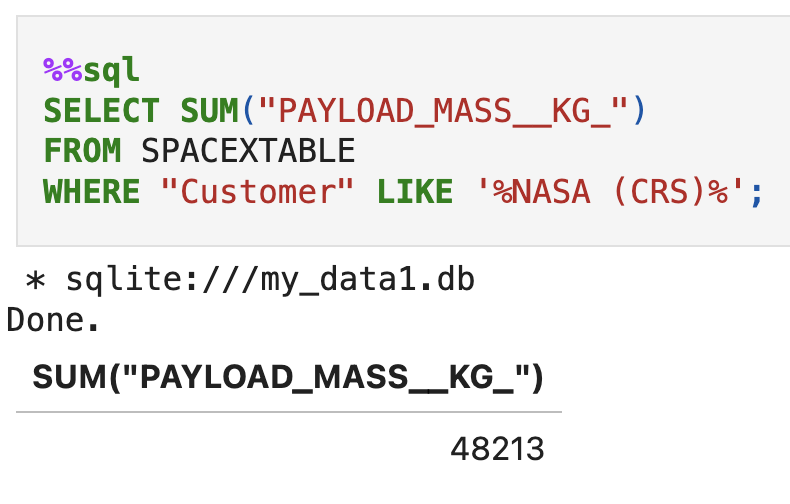 %%sql
SELECT SUM("PAYLOAD_MASS__KG_")
FROM SPACEXTABLE
WHERE "Customer" LIKE '%NASA (CRS)%';
* sqlite:///my_data1.db
Done.
SUM("PAYLOAD_MASS__KG_")
48213